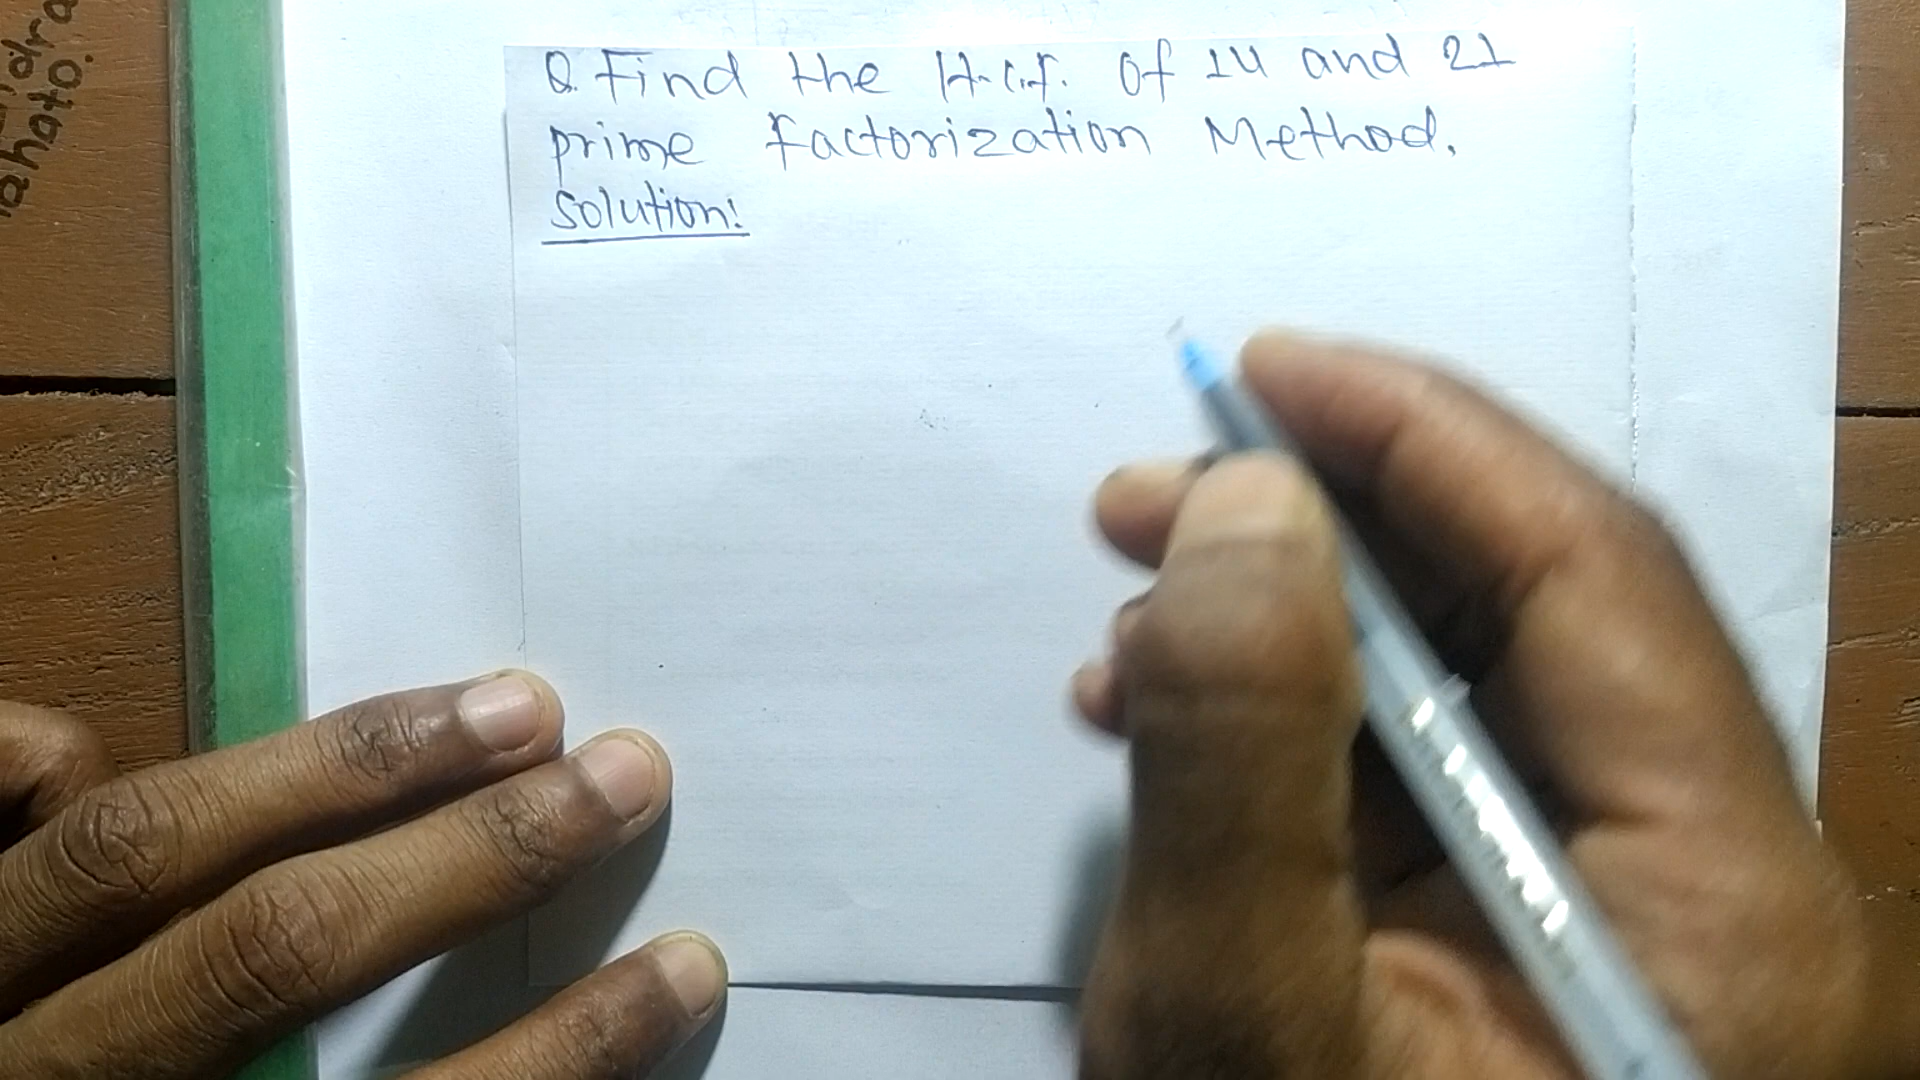 Q. Find the H.C.F. Of 14 and 21
prime factorization Method.
Solution: